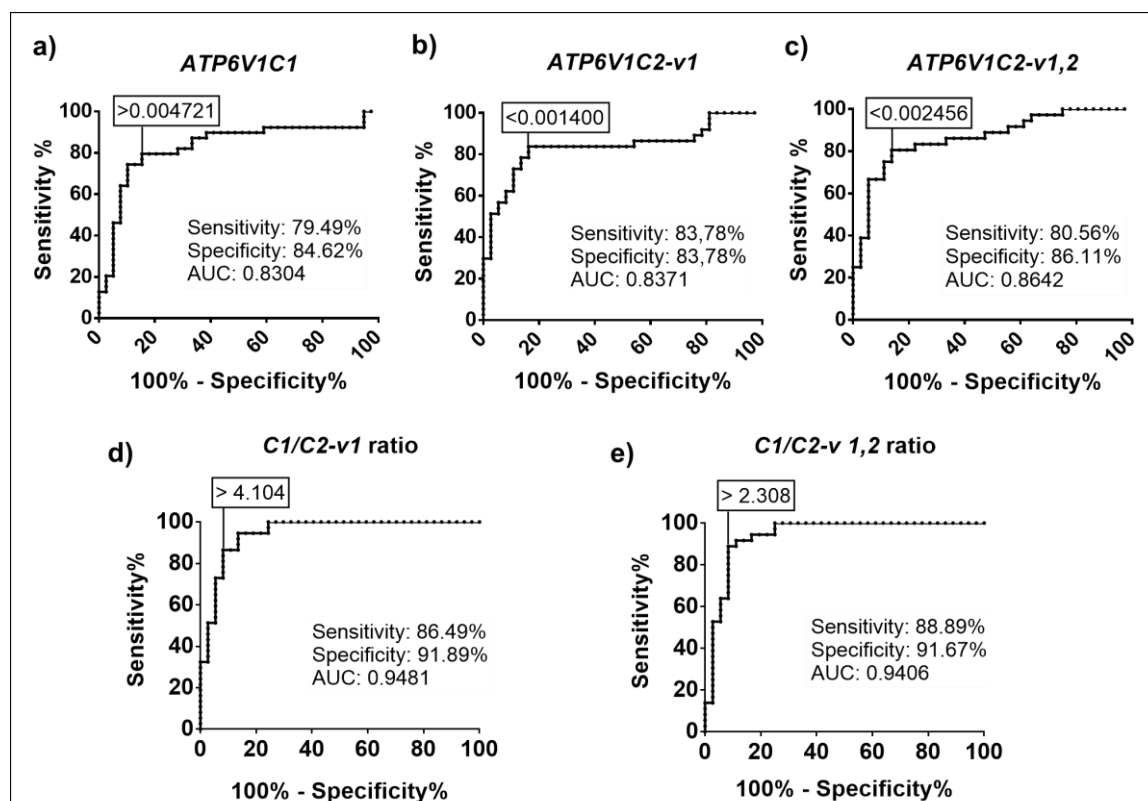 a)
ATP6V1C1
>0.004721
100
80
60
40
20
0
Sensitivity %
Sensitivity: 79.49%
Specificity: 84.62%
AUC: 0.8304
0
20
40
60
80
100
100% - Specificity%
b)
ATP6V1C2-v1
<0.001400
100
80
60
40
20
0
Sensitivity %
Sensitivity: 83,78%
Specificity: 83,78%
AUC: 0.8371
0
20
40
60
80
100
100% - Specificity%
c)
ATP6V1C2-v1,2
<0.002456
100
80
60
40
20
0
Sensitivity %
Sensitivity: 80.56%
Specificity: 86.11%
AUC: 0.8642
0
20
40
60
80
100
100% - Specificity%
d)
C1/C2-v1 ratio
> 4.104
100
80
60
40
20
0
Sensitivity%
Sensitivity: 86.49%
Specificity: 91.89%
AUC: 0.9481
0 20 40 60 80 100
100% - Specificity%
e)
C1/C2-v 1,2 ratio
> 2.308
100
80
60
40
20
0
Sensitivity%
Sensitivity: 88.89%
Specificity: 91.67%
AUC: 0.9406
0 20 40 60 80 100
100% - Specificity%